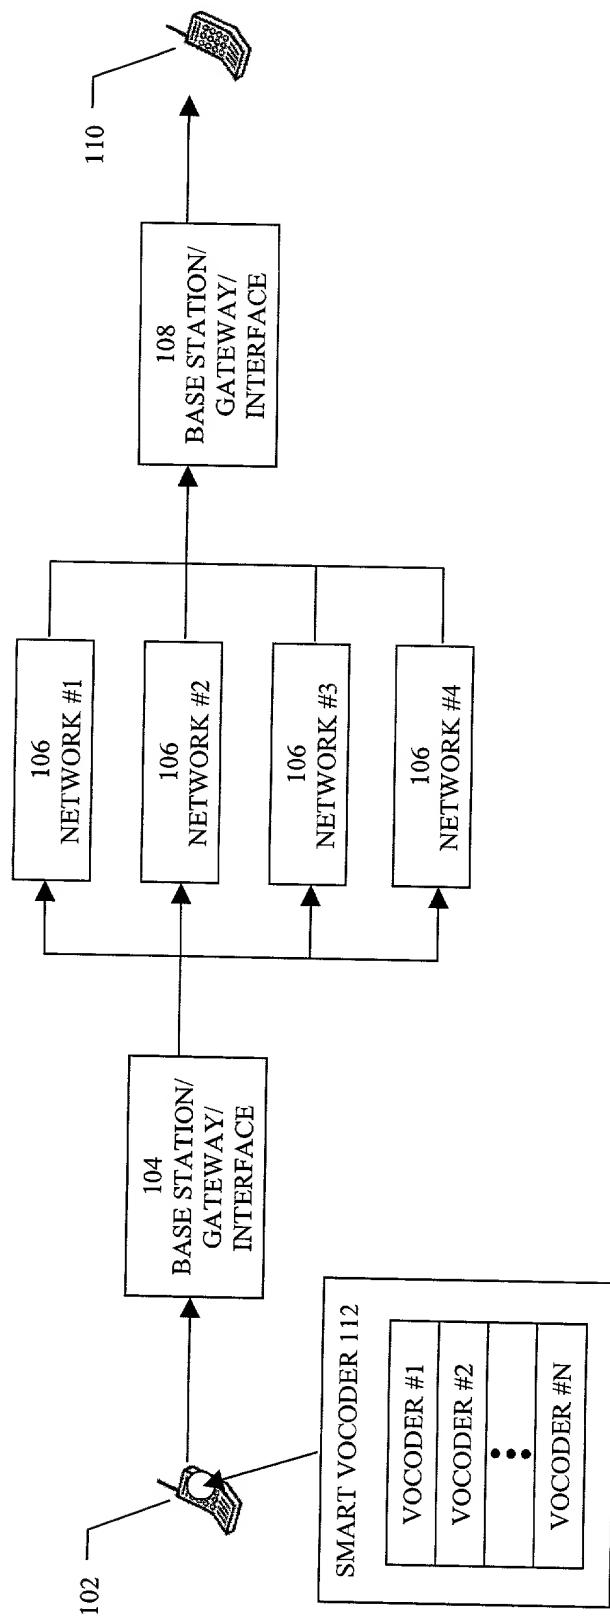 102
SMART VOCODER 112
VOCODER #1
VOCODER #2
VOCODER #N
104
BASE STATION/
GATEWAY/
INTERFACE
106
NETWORK #1
106
NETWORK #2
106
NETWORK #3
106
NETWORK #4
108
BASE STATION/
GATEWAY/
INTERFACE
110